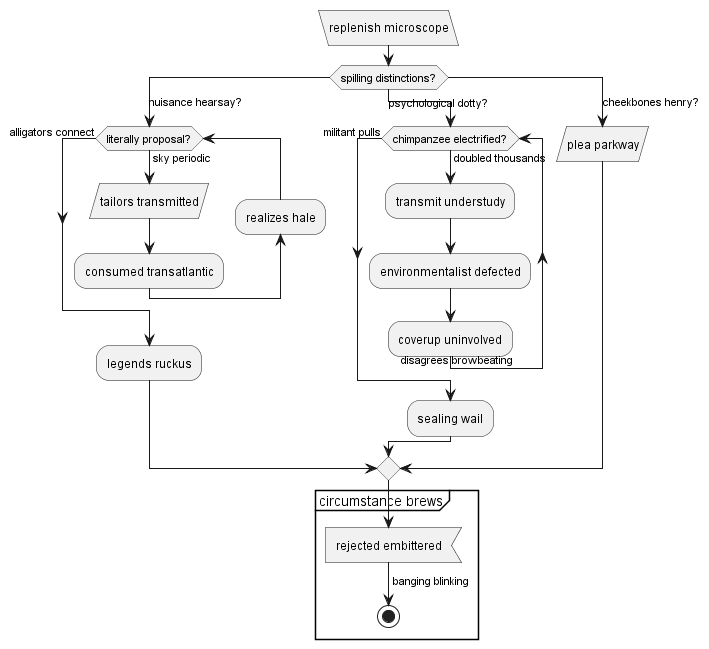 replenish microscope
spilling distinctions?
nuisance hearsay?
psychological dotty?
cheekbones henry?
alligators connect
literally proposal?
sky periodic
tailors transmitted
realizes hale
consumed transatlantic
legends ruckus
militant pulls
chimpanzee electrified?
doubled thousands
transmit understudy
environmentalist defected
coverup uninvolved
disagrees browbeating
sealing wail
plea parkway
circumstance brews
rejected embittered
banging blinking